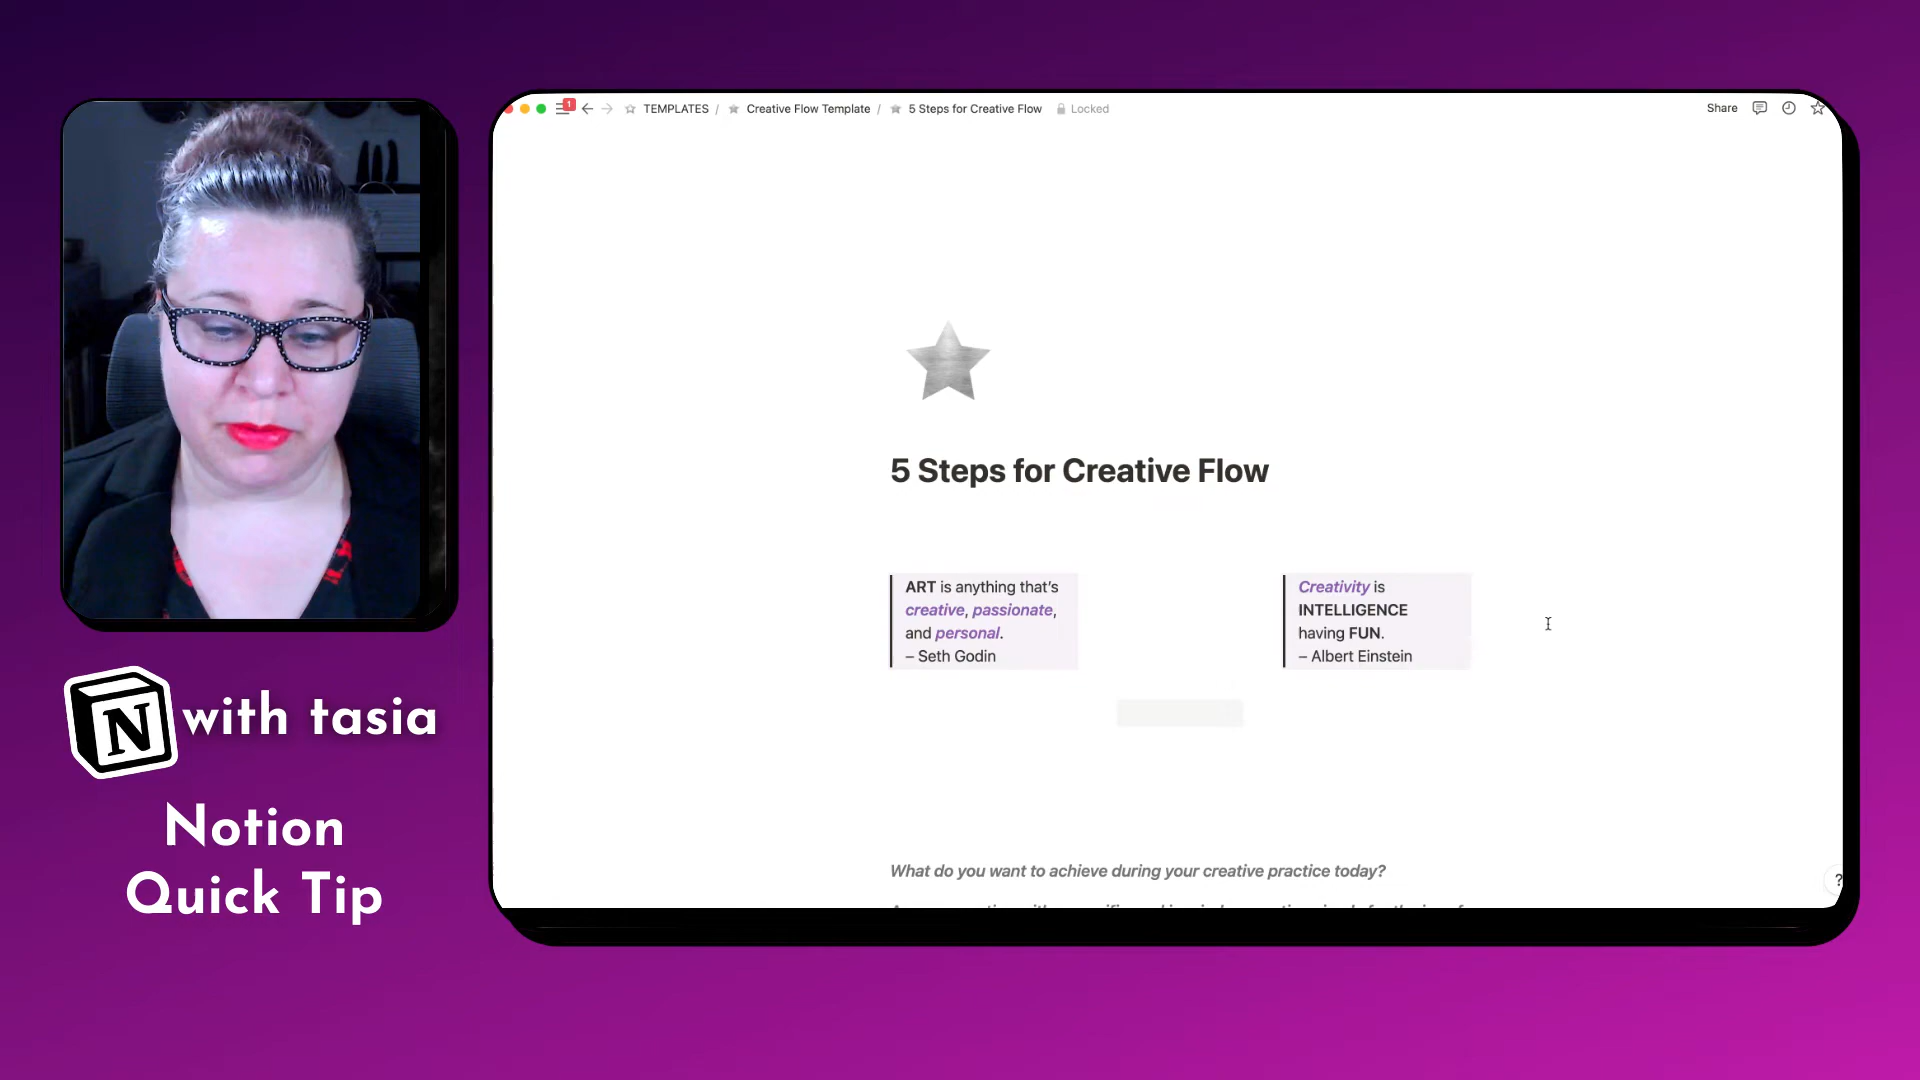 1
TEMPLATES / Creative Flow Template / 5 Steps for Creative Flow Locked
Share
5 Steps for Creative Flow
ART is anything that's
creative, passionate,
and personal.
– Seth Godin
Creativity is
INTELLIGENCE
having FUN.
– Albert Einstein
What do you want to achieve during your creative practice today?
?
N with tasia
Notion
Quick Tip